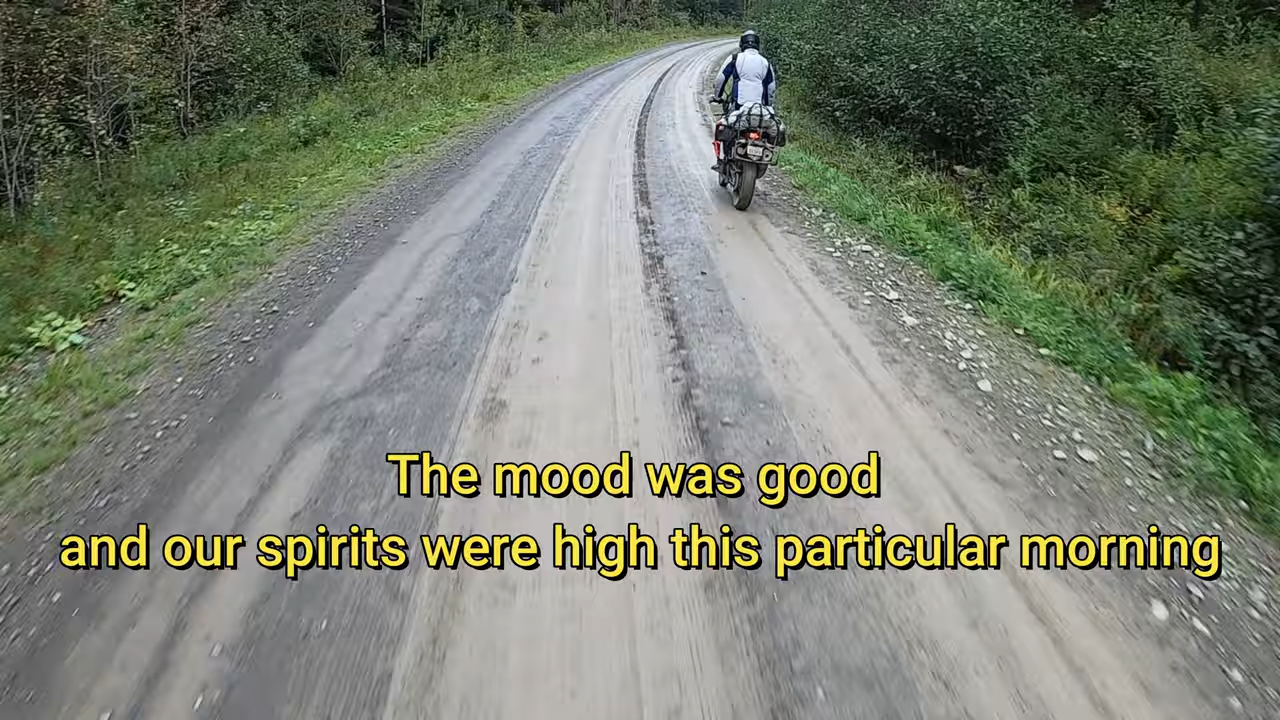 The mood was good
and our spirits were high this particular morning